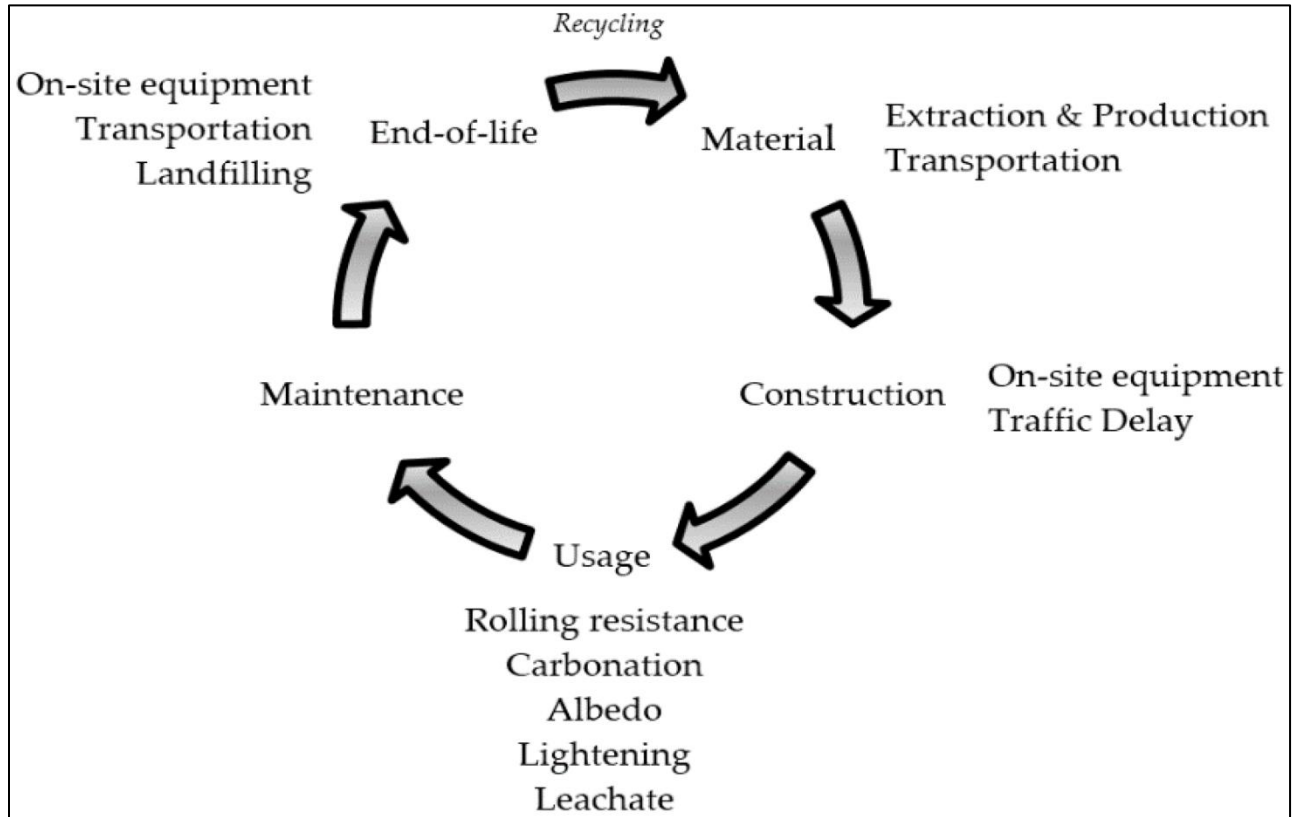 Recycling
On-site equipment
Transportation
Landfilling
End-of-life
Material
Extraction & Production
Transportation
Maintenance
Construction
On-site equipment
Traffic Delay
Usage
Rolling resistance
Carbonation
Albedo
Lightening
Leachate